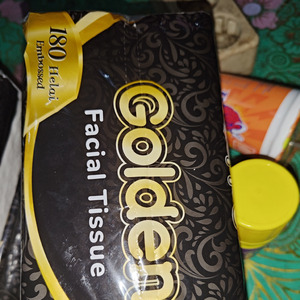 180 Helai
Embossed
Golden
Facial Tissue